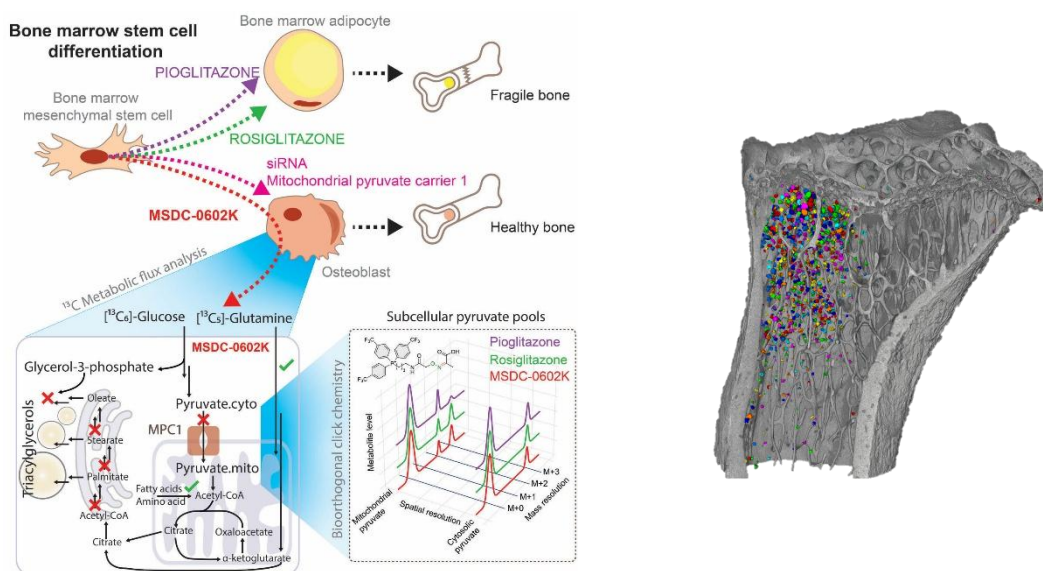 Bone marrow stem cell
differentiation
Bone marrow adipocyte
PIOGLITAZONE
Bone marrow
mesenchymal stem cell
ROSIGLITAZONE
Fragile bone
siRNA
Mitochondrial pyruvate carrier 1
MSDC-0602K
Healthy bone
Osteoblast
¹³C Metabolic flux analysis
[¹³C₆]-Glucose
[¹³C₅]-Glutamine
MSDC-0602K
Glycerol-3-phosphate
Oleate
Stearate
Palmitate
Acetyl-CoA
Citrate
Triacylglycerols
Pyruvate.cyto
MPC1
Pyruvate.mito
Fatty acids
Amino acid
Acetyl-CoA
Citrate
Oxaloacetate
α-ketoglutarate
Bioorthogonal click chemistry
Subcellular pyruvate pools
Pioglitazone
Rosiglitazone
MSDC-0602K
Metabolite level
M+3
M+2
M+1
M+0
Mass resolution
Spatial resolution
Mitochondrial
pyruvate
Cytosolic
pyruvate